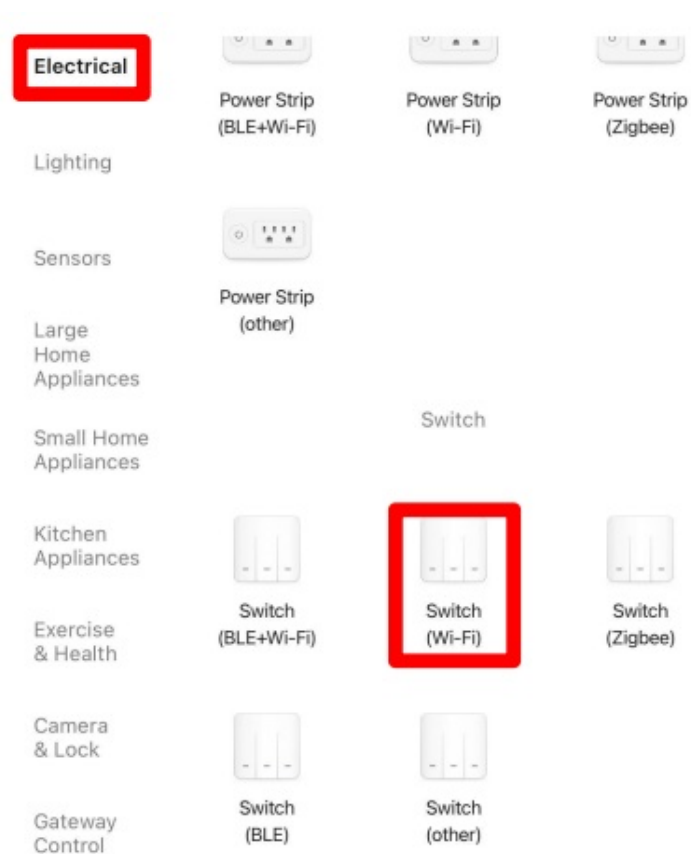 Electrical
Lighting
Sensors
Large
Home
Appliances
Small Home
Appliances
Kitchen
Appliances
Exercise
& Health
Camera
& Lock
Gateway
Control
Power Strip
(BLE+Wi-Fi)
Power Strip
(Wi-Fi)
Power Strip
(Zigbee)
Power Strip
(other)
Switch
Switch
(BLE+Wi-Fi)
Switch
(Wi-Fi)
Switch
(Zigbee)
Switch
(BLE)
Switch
(other)